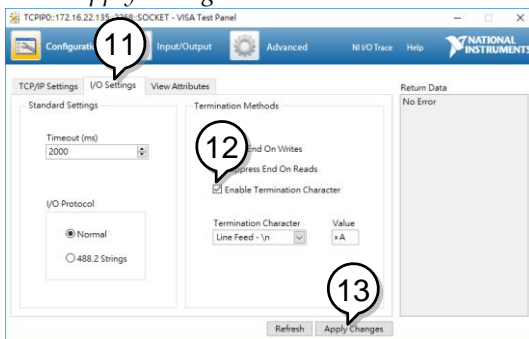 TCPIP0::172.16.22.135::2268::SOCKET - VISA Test Panel
Input/Output
Advanced
NI I/O Trace
Help
NATIONAL
INSTRUMENTS
11
TCP/IP Settings
I/O Settings
View Attributes
Return Data
No Error
Standard Settings
Timeout (ms)
2000
I/O Protocol
Normal
488.2 Strings
Termination Methods
12
End On Writes
End On Reads
Enable Termination Character
Termination Character
Value
Line Feed - \n
xA
13
Refresh
Apply Changes